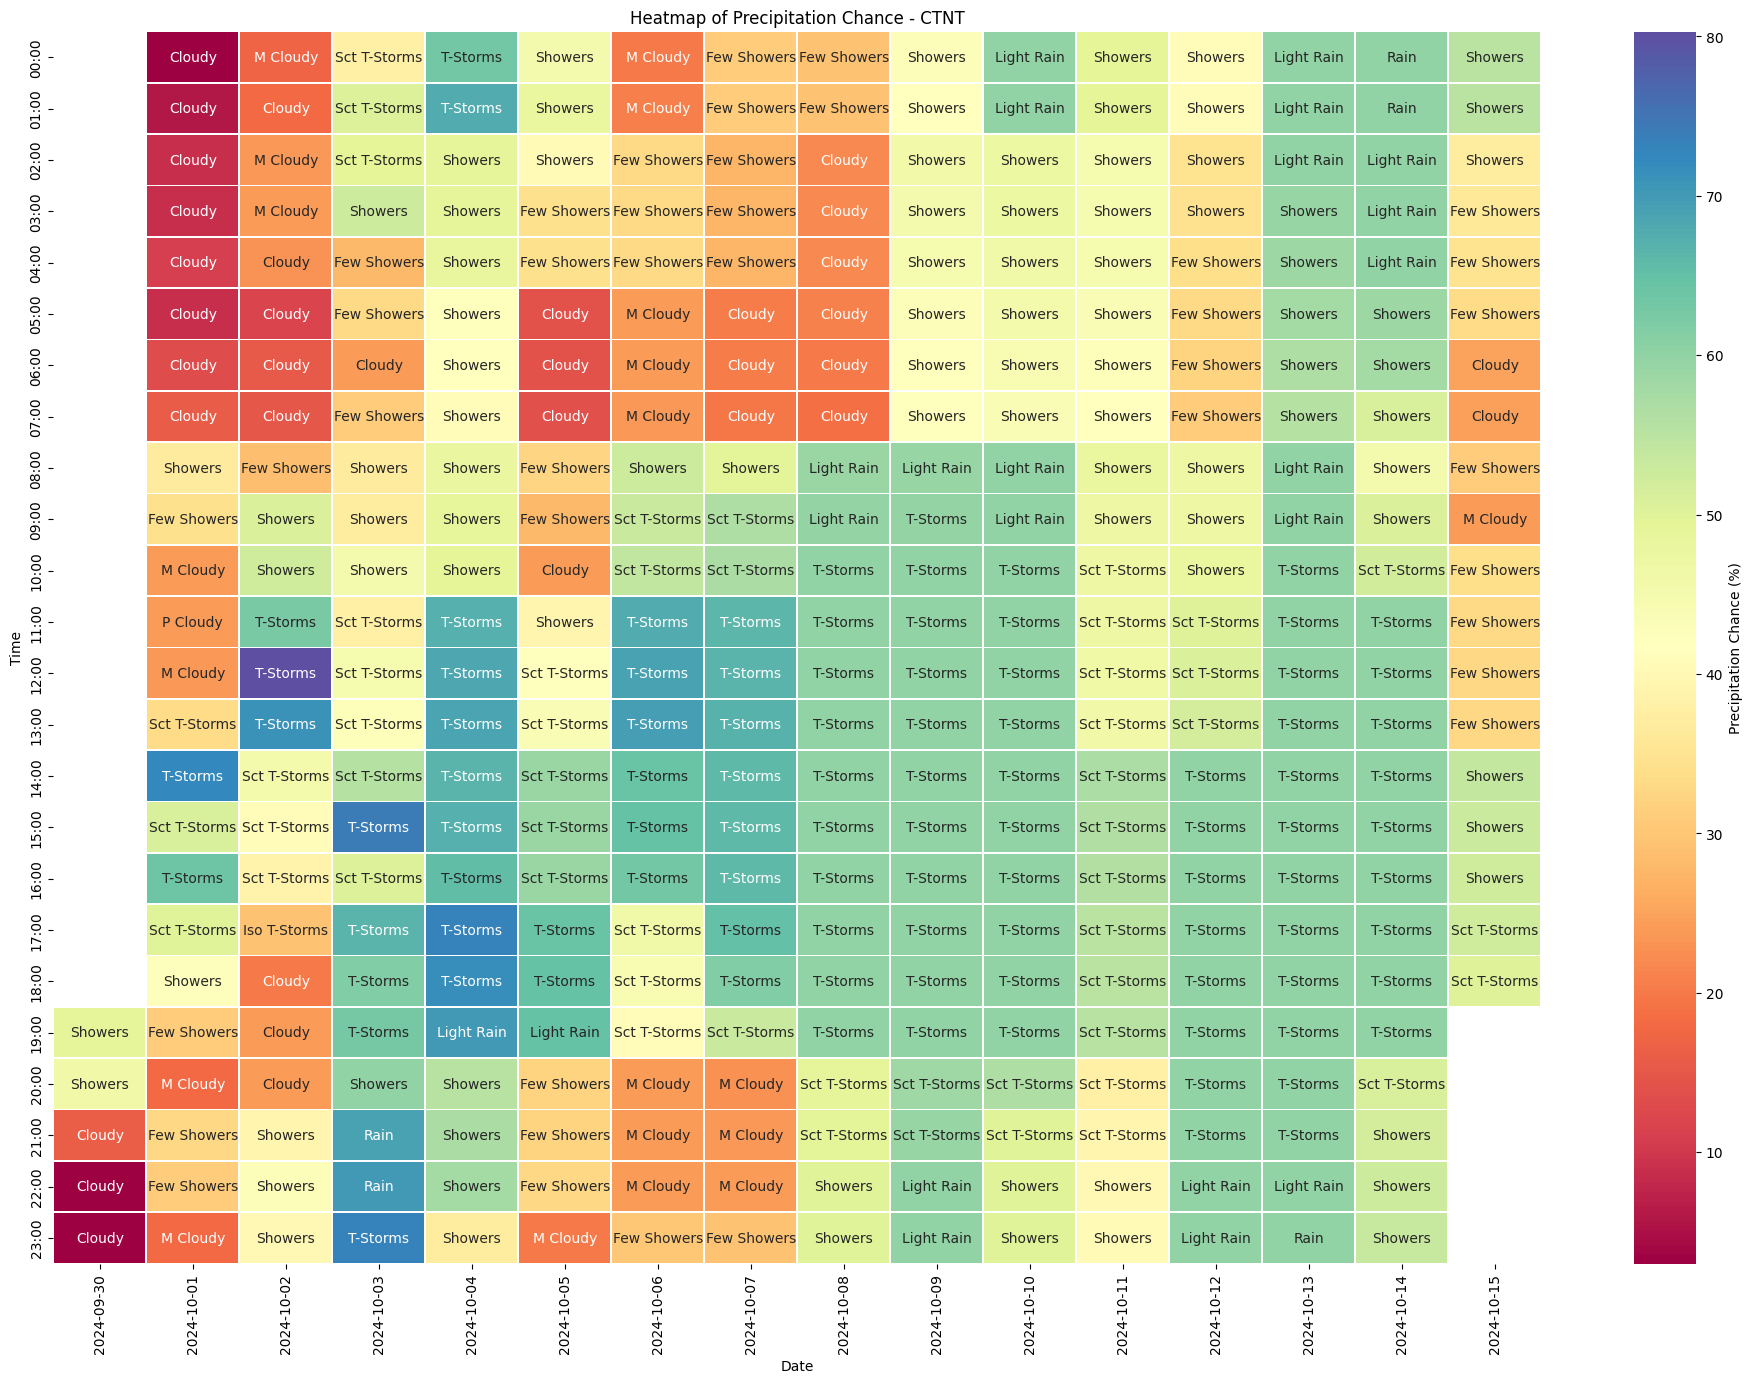 Heatmap of Precipitation Chance - CTNT
00:00 Cloudy M Cloudy Sct T-Storms T-Storms Showers M Cloudy Few Showers Few Showers Showers Light Rain Showers Showers Light Rain Rain Showers
01:00 Cloudy Cloudy Sct T-Storms T-Storms Showers M Cloudy Few Showers Few Showers Showers Light Rain Showers Showers Light Rain Rain Showers
02:00 Cloudy M Cloudy Sct T-Storms Showers Showers Few Showers Few Showers Cloudy Showers Showers Showers Showers Light Rain Light Rain Showers
03:00 Cloudy M Cloudy Showers Showers Few Showers Few Showers Few Showers Cloudy Showers Showers Showers Showers Showers Light Rain Few Showers
04:00 Cloudy Cloudy Few Showers Showers Few Showers Few Showers Few Showers Cloudy Showers Showers Showers Few Showers Showers Light Rain Few Showers
05:00 Cloudy Cloudy Few Showers Showers Cloudy M Cloudy Cloudy Cloudy Showers Showers Showers Few Showers Showers Showers Few Showers
06:00 Cloudy Cloudy Cloudy Showers Cloudy M Cloudy Cloudy Cloudy Showers Showers Showers Few Showers Showers Showers Cloudy
07:00 Cloudy Cloudy Few Showers Showers Cloudy M Cloudy Cloudy Cloudy Showers Showers Showers Few Showers Showers Showers Cloudy
08:00 Showers Few Showers Showers Showers Few Showers Showers Showers Light Rain Light Rain Light Rain Showers Showers Light Rain Showers Few Showers
09:00 Few Showers Showers Showers Showers Few Showers Sct T-Storms Sct T-Storms Light Rain T-Storms Light Rain Showers Showers Light Rain Showers M Cloudy
10:00 M Cloudy Showers Showers Showers Cloudy Sct T-Storms Sct T-Storms T-Storms T-Storms T-Storms Sct T-Storms Showers T-Storms Sct T-Storms Few Showers
11:00 P Cloudy T-Storms Sct T-Storms T-Storms Showers T-Storms T-Storms T-Storms T-Storms T-Storms Sct T-Storms Sct T-Storms T-Storms T-Storms Few Showers
12:00 M Cloudy T-Storms Sct T-Storms T-Storms Sct T-Storms T-Storms T-Storms T-Storms T-Storms T-Storms Sct T-Storms Sct T-Storms T-Storms T-Storms Few Showers
13:00 Sct T-Storms T-Storms Sct T-Storms T-Storms Sct T-Storms T-Storms T-Storms T-Storms T-Storms T-Storms Sct T-Storms Sct T-Storms T-Storms T-Storms Few Showers
14:00 T-Storms Sct T-Storms Sct T-Storms T-Storms Sct T-Storms T-Storms T-Storms T-Storms T-Storms T-Storms Sct T-Storms T-Storms T-Storms T-Storms Showers
15:00 Sct T-Storms Sct T-Storms T-Storms T-Storms Sct T-Storms T-Storms T-Storms T-Storms T-Storms T-Storms Sct T-Storms T-Storms T-Storms T-Storms Showers
16:00 T-Storms Sct T-Storms Sct T-Storms T-Storms Sct T-Storms T-Storms T-Storms T-Storms T-Storms T-Storms Sct T-Storms T-Storms T-Storms T-Storms Showers
17:00 Sct T-Storms Iso T-Storms T-Storms T-Storms T-Storms Sct T-Storms T-Storms T-Storms T-Storms T-Storms Sct T-Storms T-Storms T-Storms T-Storms Sct T-Storms
18:00 Showers Cloudy T-Storms T-Storms T-Storms Sct T-Storms T-Storms T-Storms T-Storms T-Storms Sct T-Storms T-Storms T-Storms T-Storms Sct T-Storms
19:00 Showers Few Showers Cloudy T-Storms Light Rain Light Rain Sct T-Storms Sct T-Storms T-Storms T-Storms T-Storms Sct T-Storms T-Storms T-Storms T-Storms
20:00 Showers M Cloudy Cloudy Showers Showers Few Showers M Cloudy M Cloudy Sct T-Storms Sct T-Storms Sct T-Storms Sct T-Storms T-Storms T-Storms Sct T-Storms
21:00 Cloudy Few Showers Showers Rain Showers Few Showers M Cloudy M Cloudy Sct T-Storms Sct T-Storms Sct T-Storms Sct T-Storms T-Storms T-Storms Showers
22:00 Cloudy Few Showers Showers Rain Showers Few Showers M Cloudy M Cloudy Showers Light Rain Showers Showers Light Rain Light Rain Showers
23:00 Cloudy M Cloudy Showers T-Storms Showers M Cloudy Few Showers Few Showers Showers Light Rain Showers Showers Light Rain Rain Showers
Time
2024-09-30 2024-10-01 2024-10-02 2024-10-03 2024-10-04 2024-10-05 2024-10-06 2024-10-07 2024-10-08 2024-10-09 2024-10-10 2024-10-11 2024-10-12 2024-10-13 2024-10-14 2024-10-15
Date
80
70
60
50
40
30
20
10
Precipitation Chance (%)